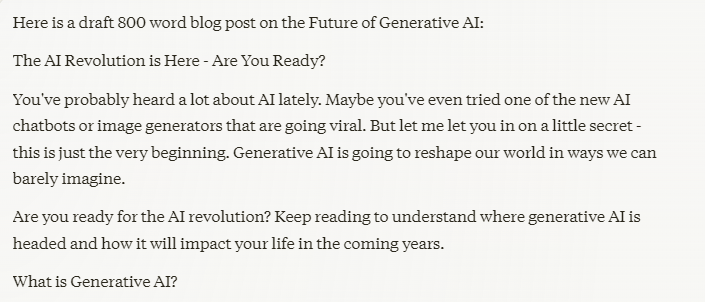 Here is a draft 800 word blog post on the Future of Generative AI:
The AI Revolution is Here - Are You Ready?
You've probably heard a lot about AI lately. Maybe you've even tried one of the new AI
chatbots or image generators that are going viral. But let me let you in on a little secret -
this is just the very beginning. Generative AI is going to reshape our world in ways we can
barely imagine.
Are you ready for the AI revolution? Keep reading to understand where generative AI is
headed and how it will impact your life in the coming years.
What is Generative AI?